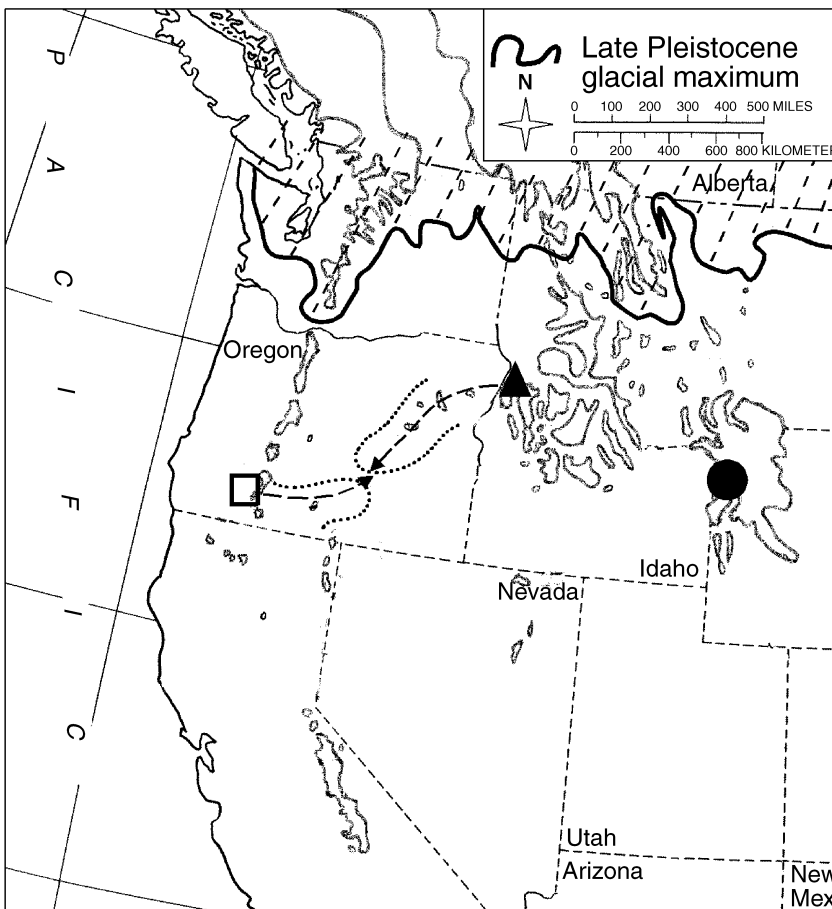 Late Pleistocene
glacial maximum
N
0 100 200 300 400 500 MILES
0 200 400 600 800 KILOMETER
P
A
C
I
F
I
C
Alberta
Oregon
Idaho
Nevada
Utah
Arizona
New
Mex